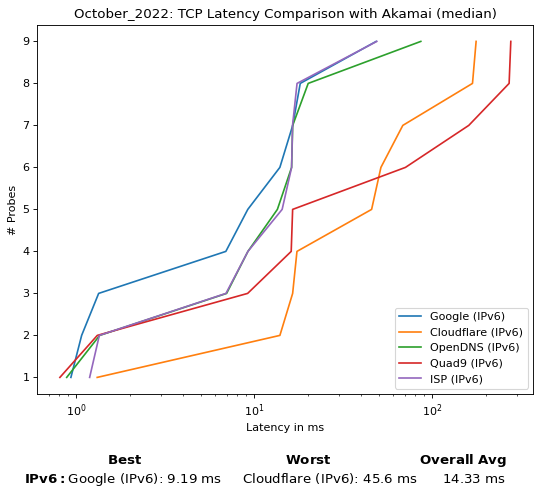 October_2022: TCP Latency Comparison with Akamai (median)
# Probes
9
8
7
6
5
4
3
2
1
Google (IPv6)
Cloudflare (IPv6)
OpenDNS (IPv6)
Quad9 (IPv6)
ISP (IPv6)
10⁰ 10¹ 10²
Latency in ms
Best Worst Overall Avg
IPv6: Google (IPv6): 9.19 ms Cloudflare (IPv6): 45.6 ms 14.33 ms